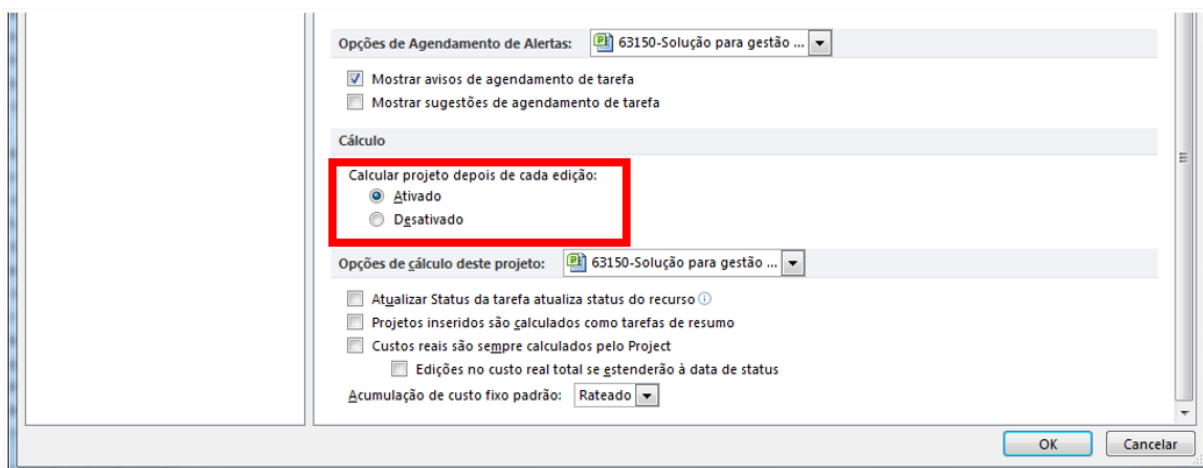 Opções de Agendamento de Alertas: 63150-Solução para gestão ...
Mostrar avisos de agendamento de tarefa
Mostrar sugestões de agendamento de tarefa
Cálculo
Calcular projeto depois de cada edição:
Ativado
Desativado
Opções de cálculo deste projeto: 63150-Solução para gestão ...
Atualizar Status da tarefa atualiza status do recurso
Projetos inseridos são calculados como tarefas de resumo
Custos reais são sempre calculados pelo Project
Edições no custo real total se estenderão à data de status
Acumulação de custo fixo padrão: Rateado
OK Cancelar